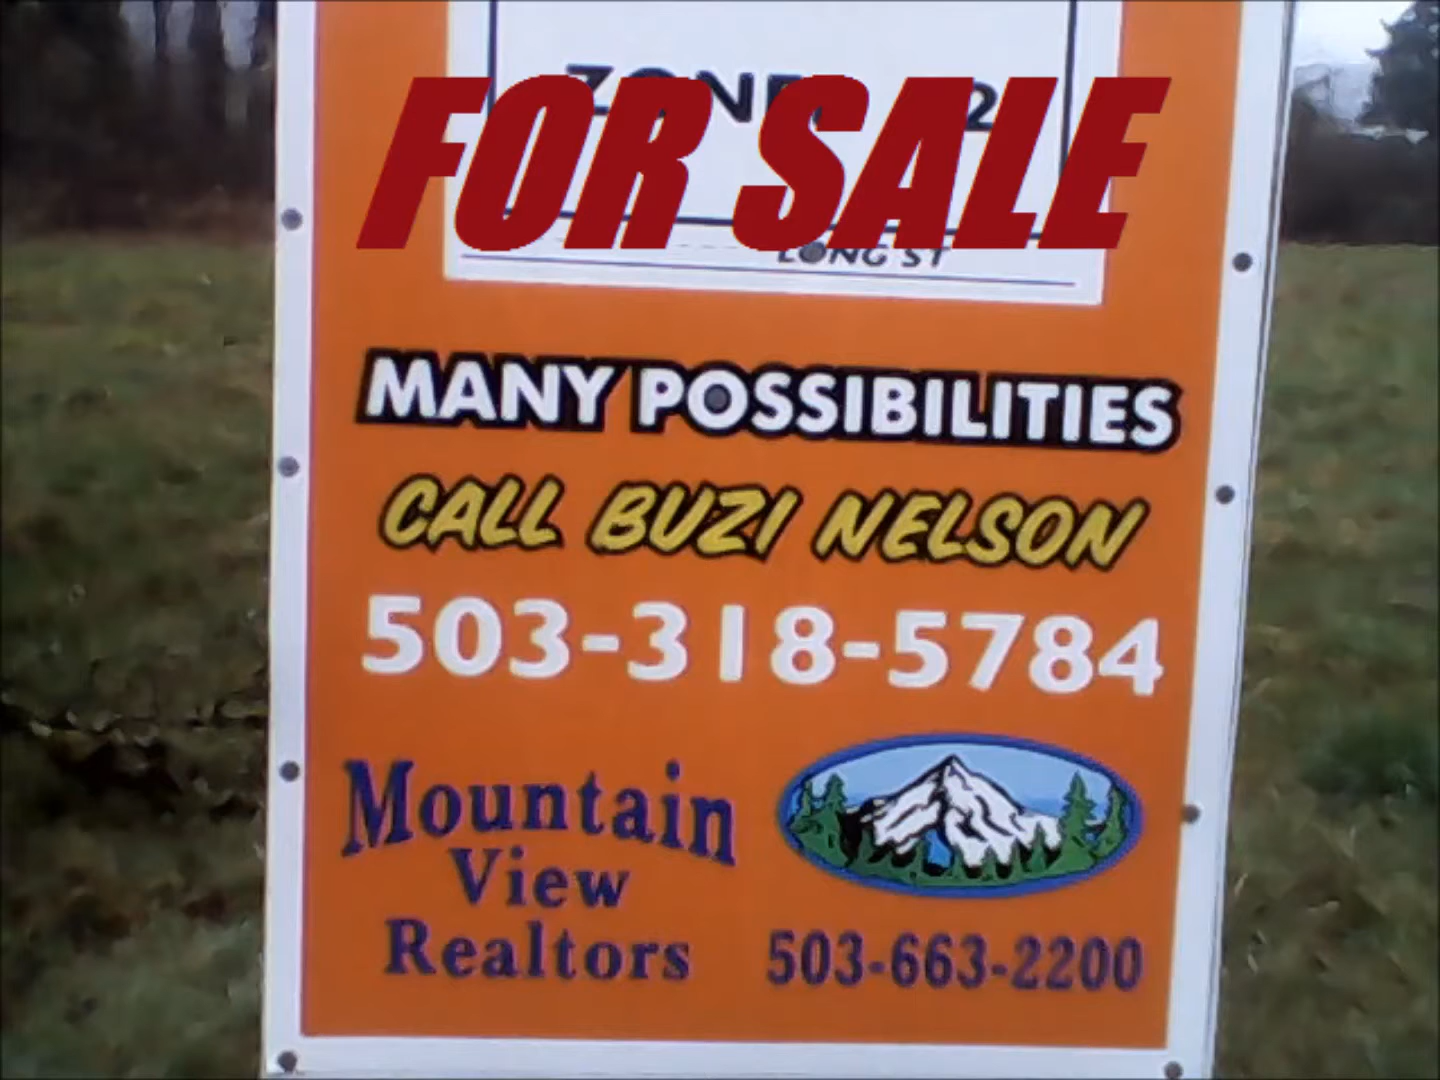 FOR SALE
LONG ST
MANY POSSIBILITIES
CALL BUZI NELSON
503-318-5784
Mountain
View
Realtors
503-663-2200